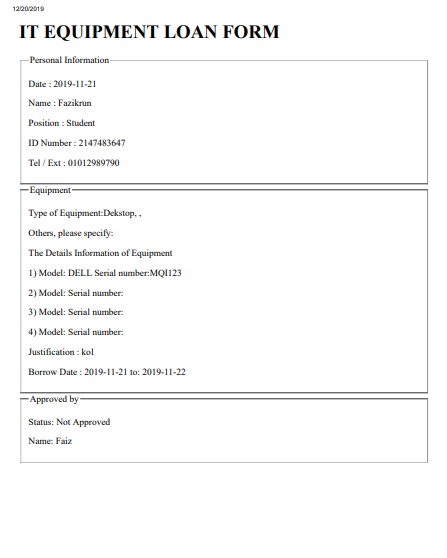 12/20/2019
IT EQUIPMENT LOAN FORM
Personal Information
Date : 2019-11-21
Name : Fazikrun
Position : Student
ID Number : 2147483647
Tel / Ext : 01012989790
Equipment
Type of Equipment:Dekstop, ,
Others, please specify:
The Details Information of Equipment
1) Model: DELL Serial number:MQI123
2) Model: Serial number:
3) Model: Serial number:
4) Model: Serial number:
Justification : kol
Borrow Date : 2019-11-21 to: 2019-11-22
Approved by
Status: Not Approved
Name: Faiz